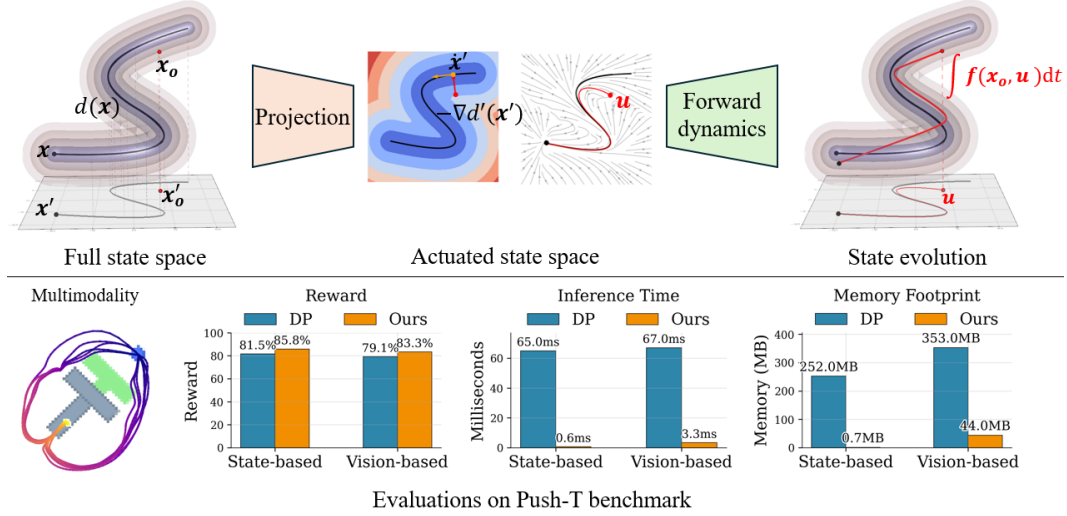 x_o
d(x)
x
x'_o
x'
Full state space
Projection
ẋ'
∇d'(x')
u
Actuated state space
Forward
dynamics
∫ f(x_o, u)dt
u
State evolution
Multimodality
Reward
DP
Ours
Reward
100
80
60
40
20
0
81.5%
85.8%
79.1%
83.3%
State-based
Vision-based
Inference Time
DP
Ours
Milliseconds
60
40
20
0
65.0ms
0.6ms
67.0ms
3.3ms
State-based
Vision-based
Memory Footprint
DP
Ours
Memory (MB)
400
300
200
100
0
252.0MB
0.7MB
353.0MB
44.0MB
State-based
Vision-based
Evaluations on Push-T benchmark